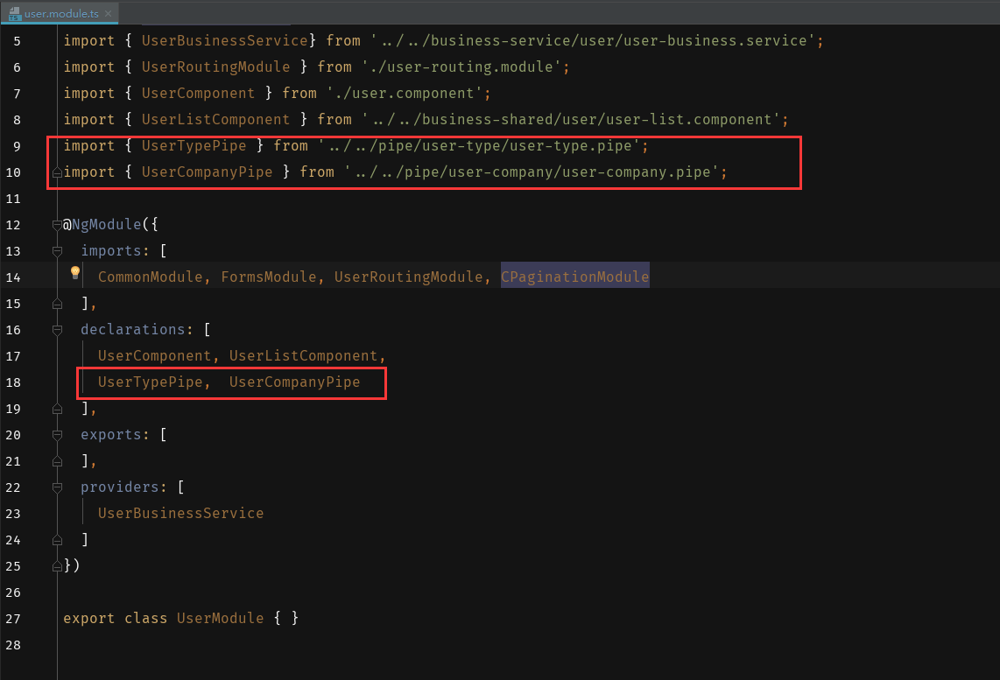 user.module.ts ×
5 import { UserBusinessService} from '../../business-service/user/user-business.service';
6 import { UserRoutingModule } from './user-routing.module';
7 import { UserComponent } from './user.component';
8 import { UserListComponent } from '../../business-shared/user/user-list.component';
9 import { UserTypePipe } from '../../pipe/user-type/user-type.pipe';
10 import { UserCompanyPipe } from '../../pipe/user-company/user-company.pipe';
11
12 @NgModule({
13 imports: [
14 CommonModule, FormsModule, UserRoutingModule, CPaginationModule
15 ],
16 declarations: [
17 UserComponent, UserListComponent,
18 UserTypePipe, UserCompanyPipe
19 ],
20 exports: [
21 ],
22 providers: [
23 UserBusinessService
24 ]
25 })
26
27 export class UserModule { }
28